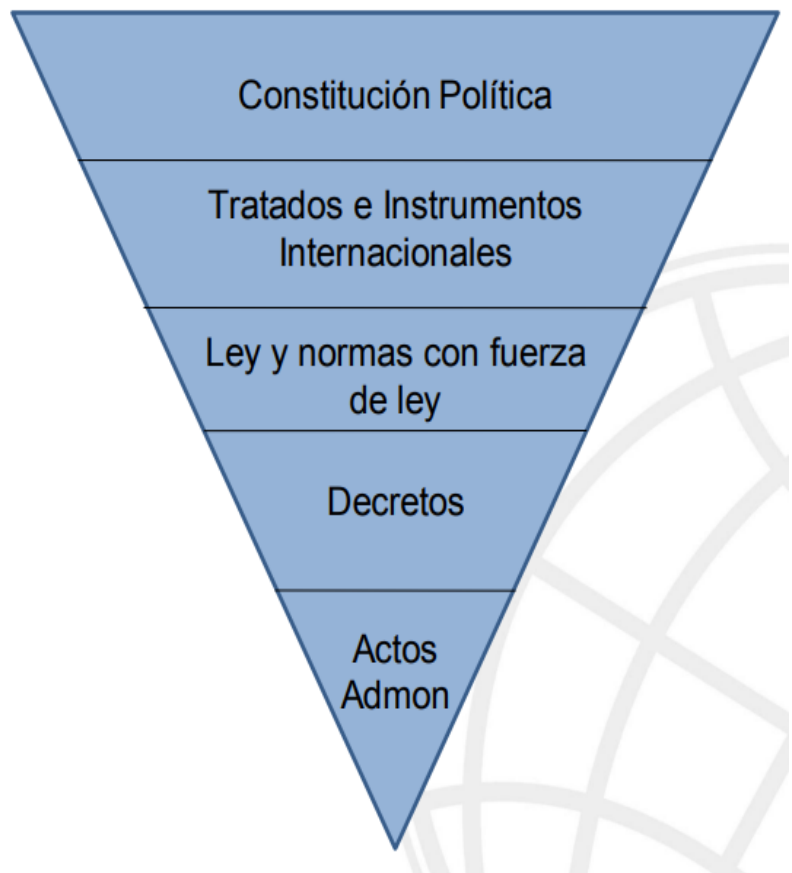 Constitución Política
Tratados e Instrumentos
Internacionales
Ley y normas con fuerza
de ley
Decretos
Actos
Admon